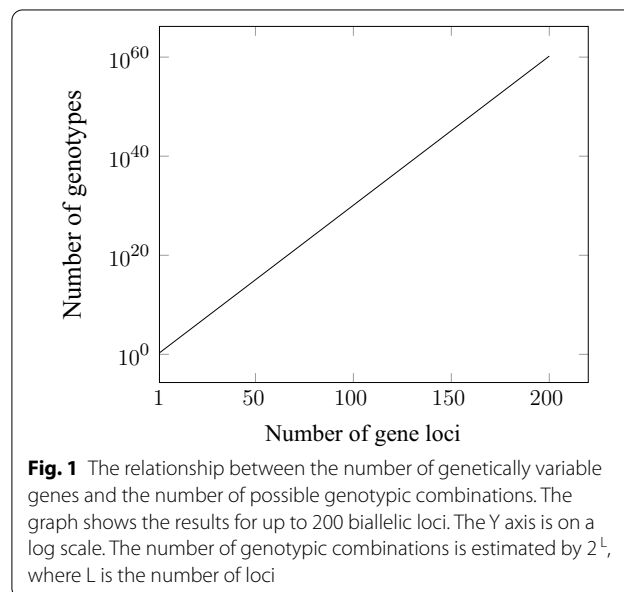 10^60
10^40
10^20
10^0
Number of genotypes
1 50 100 150 200
Number of gene loci
Fig. 1 The relationship between the number of genetically variable
genes and the number of possible genotypic combinations. The
graph shows the results for up to 200 biallelic loci. The Y axis is on a
log scale. The number of genotypic combinations is estimated by 2^L,
where L is the number of loci